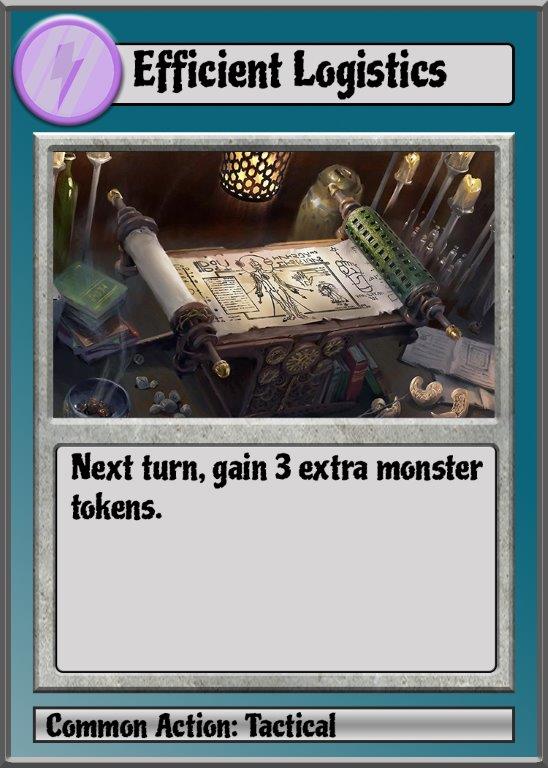 Efficient Logistics
Next turn, gain 3 extra monster
tokens.
Common Action: Tactical